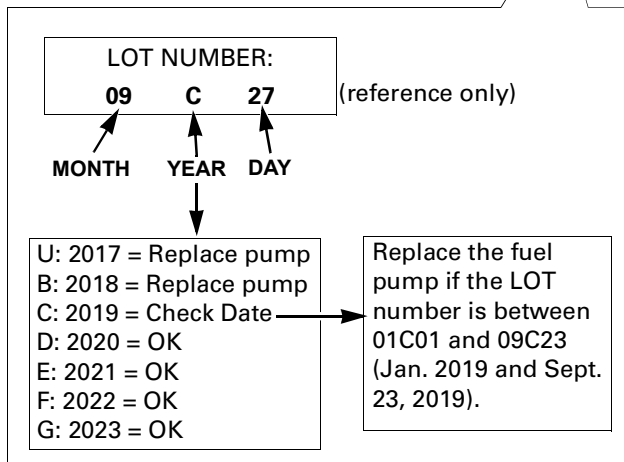 LOT NUMBER:
09 C 27
(reference only)
MONTH YEAR DAY
U: 2017 = Replace pump
B: 2018 = Replace pump
C: 2019 = Check Date
D: 2020 = OK
E: 2021 = OK
F: 2022 = OK
G: 2023 = OK
Replace the fuel
pump if the LOT
number is between
01C01 and 09C23
(Jan. 2019 and Sept.
23, 2019).